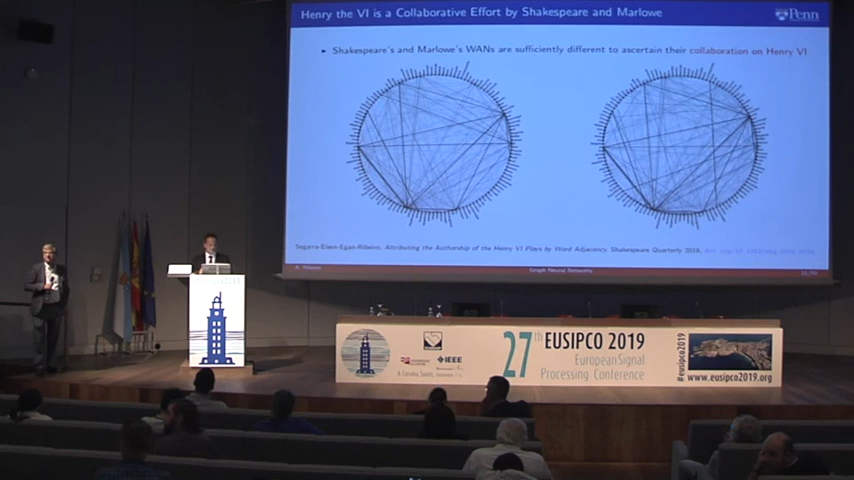 Henry the VI is a Collaborative Effort by Shakespeare and Marlowe
Penn
Shakespeare's and Marlowe's WANs are sufficiently different to ascertain their collaboration on Henry VI
Segarra-Eisen-Egan-Ribeiro, Attributing the Authorship of the Henry VI Plays by Word Adjacency, Shakespeare Quarterly 2016,
A. Ribeiro
Graph Neural Networks
27th EUSIPCO 2019
European Signal
Processing Conference
IEEE
A Coruña, Spain,
#eusipco2019
www.eusipco2019.org